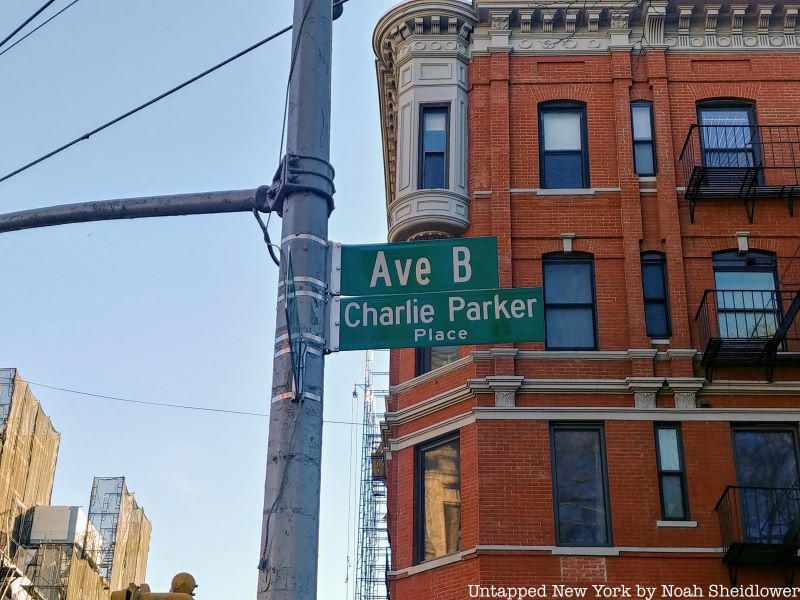 Ave B
Charlie Parker
Place
Untapped New York by Noah Sheidlower